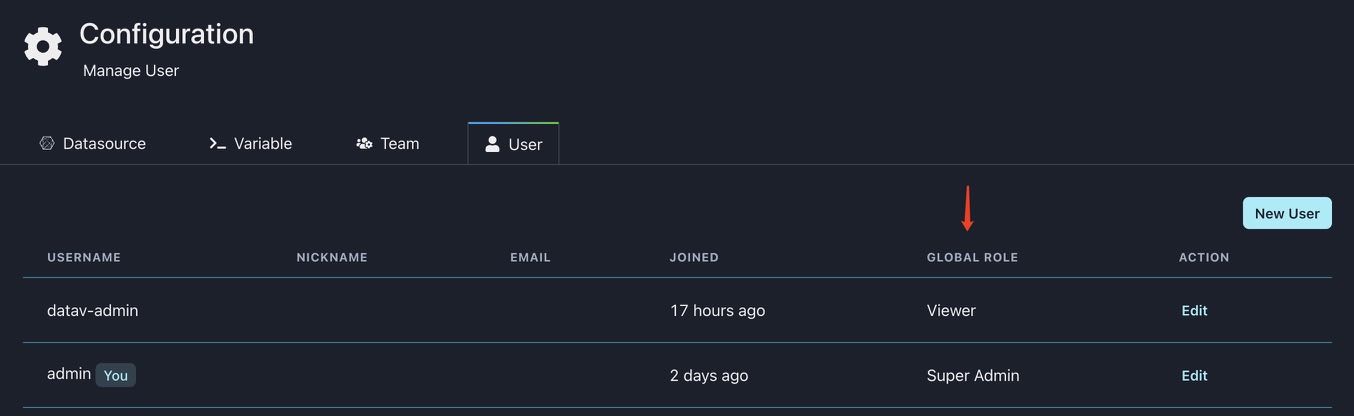 Configuration
Manage User
Datasource Variable Team User
New User
USERNAME NICKNAME EMAIL JOINED GLOBAL ROLE ACTION
datav-admin 17 hours ago Viewer Edit
admin You 2 days ago Super Admin Edit